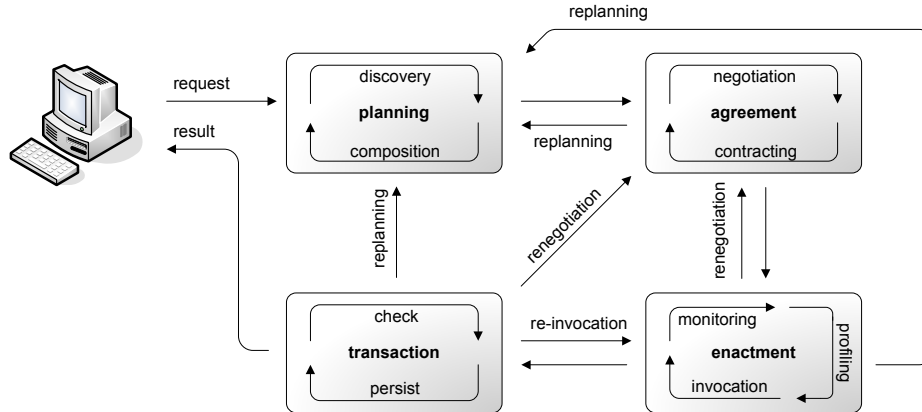 replanning
request
discovery
planning
composition
negotiation
agreement
contracting
result
replanning
replanning
renegotiation
renegotiation
check
transaction
persist
re-invocation
monitoring
enactment
invocation
profiling